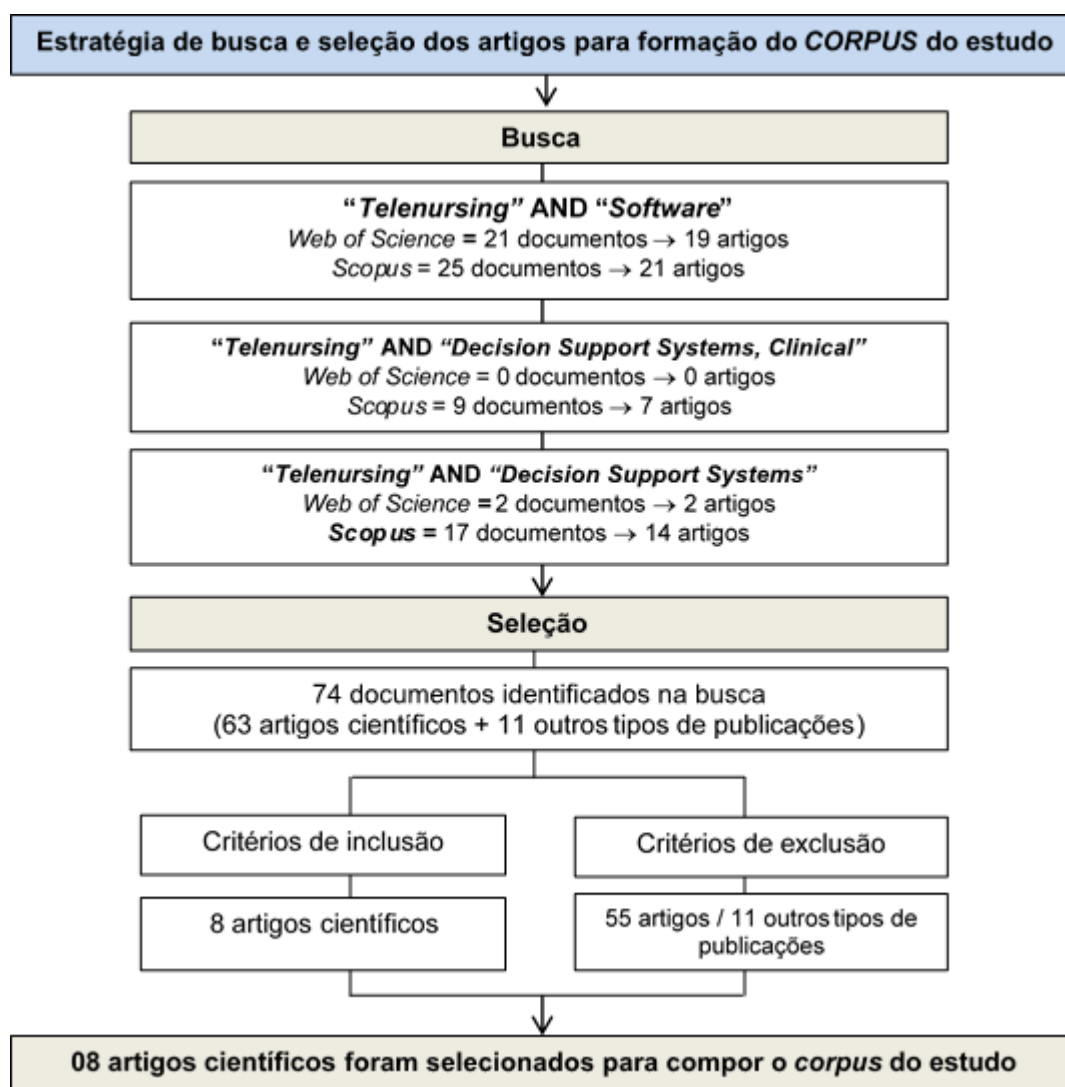 Estratégia de busca e seleção dos artigos para formação do CORPUS do estudo
Busca
“Telenursing” AND “Software”
Web of Science = 21 documentos → 19 artigos
Scopus = 25 documentos → 21 artigos
“Telenursing” AND “Decision Support Systems, Clinical”
Web of Science = 0 documentos → 0 artigos
Scopus = 9 documentos → 7 artigos
“Telenursing” AND “Decision Support Systems”
Web of Science = 2 documentos → 2 artigos
Scopus = 17 documentos → 14 artigos
Seleção
74 documentos identificados na busca
(63 artigos científicos + 11 outros tipos de publicações)
Critérios de inclusão
8 artigos científicos
Critérios de exclusão
55 artigos / 11 outros tipos de
publicações
08 artigos científicos foram selecionados para compor o corpus do estudo